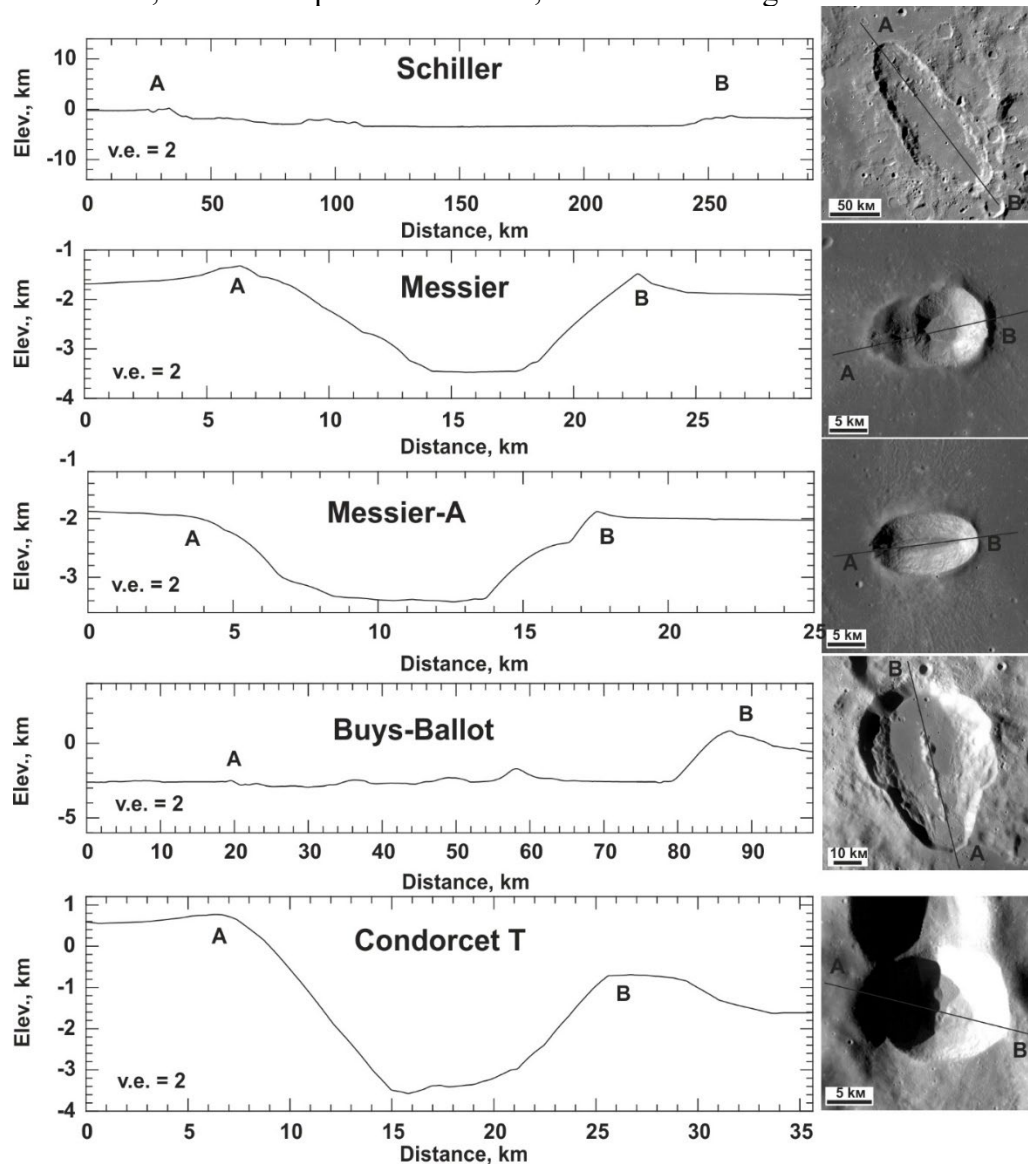 Schiller
A
B
Elev., km
10
0
-10
v.e. = 2
0 50 100 150 200 250
Distance, km
A
B
50 км
Messier
A
B
Elev., km
-1
-2
-3
-4
v.e. = 2
0 5 10 15 20 25
Distance, km
A
B
5 км
Messier-A
A
B
Elev., km
-1
-2
-3
v.e. = 2
0 5 10 15 20 25
Distance, km
A
B
5 км
Buys-Ballot
A
B
Elev., km
0
-5
v.e. = 2
0 10 20 30 40 50 60 70 80 90
Distance, km
B
A
10 км
Condorcet T
A
B
Elev., km
1
0
-1
-2
-3
-4
v.e. = 2
0 5 10 15 20 25 30 35
Distance, km
A
B
5 км